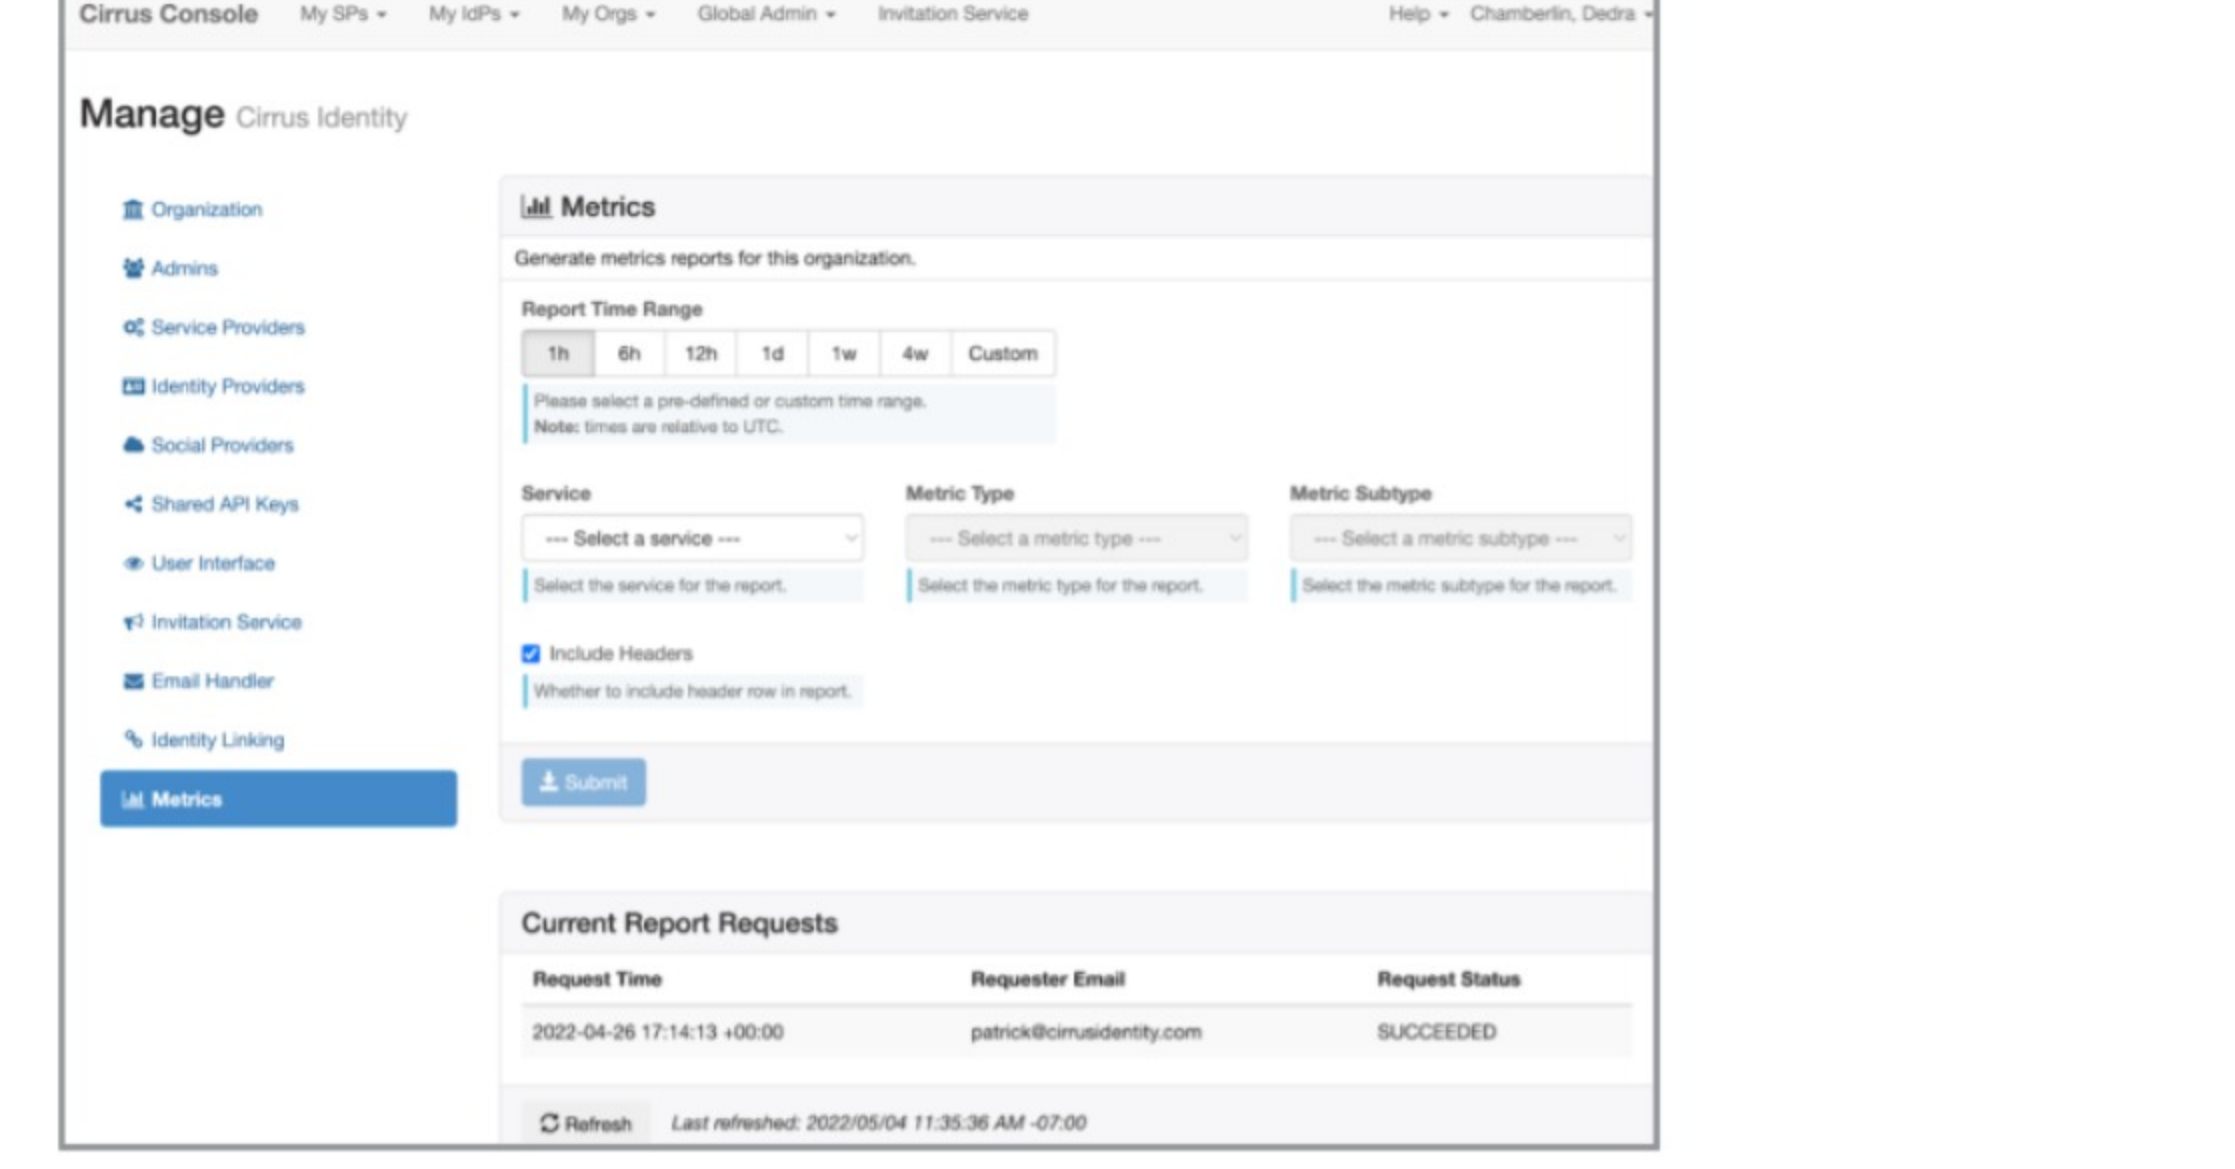 Cirrus Console My SPs My IdPs My Orgs Global Admin Invitation Service Help Chamberlin, Dedra
Manage Cirrus Identity
Organization
Admins
Service Providers
Identity Providers
Social Providers
Shared API Keys
User Interface
Invitation Service
Email Handler
Identity Linking
Metrics
Metrics
Generate metrics reports for this organization.
Report Time Range
1h 6h 12h 1d 1w 4w Custom
Please select a pre-defined or custom time range.
Note: times are relative to UTC.
Service Metric Type Metric Subtype
--- Select a service --- --- Select a metric type --- --- Select a metric subtype ---
Select the service for the report. Select the metric type for the report. Select the metric subtype for the report.
Include Headers
Whether to include header row in report.
Submit
Current Report Requests
Request Time Requester Email Request Status
2022-04-26 17:14:13 +00:00 patrick@cirrusidentity.com SUCCEEDED
Refresh Last refreshed: 2022/05/04 11:35:36 AM -07:00